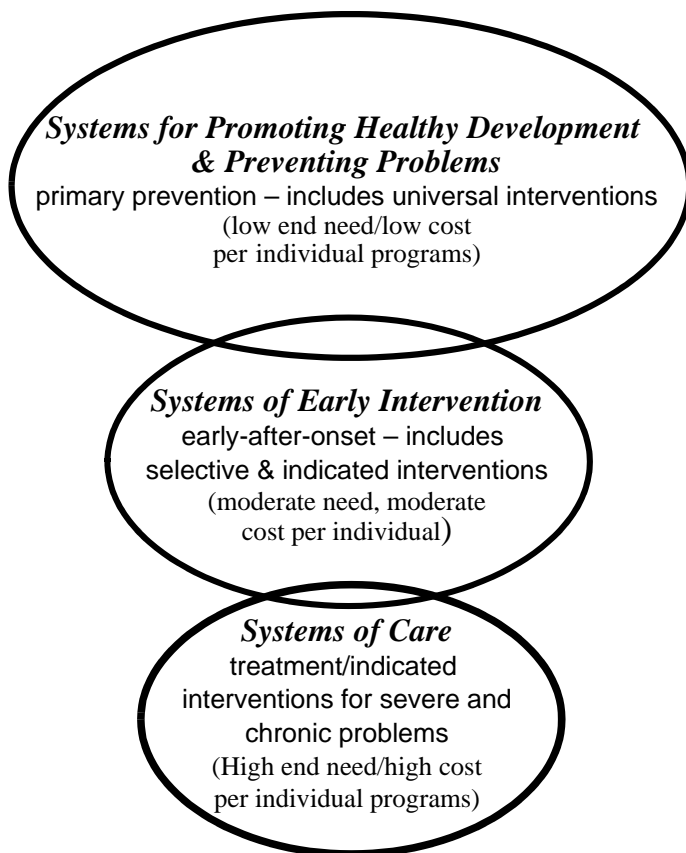 Systems for Promoting Healthy Development
& Preventing Problems
primary prevention – includes universal interventions
(low end need/low cost
per individual programs)
Systems of Early Intervention
early-after-onset – includes
selective & indicated interventions
(moderate need, moderate
cost per individual)
Systems of Care
treatment/indicated
interventions for severe and
chronic problems
(High end need/high cost
per individual programs)